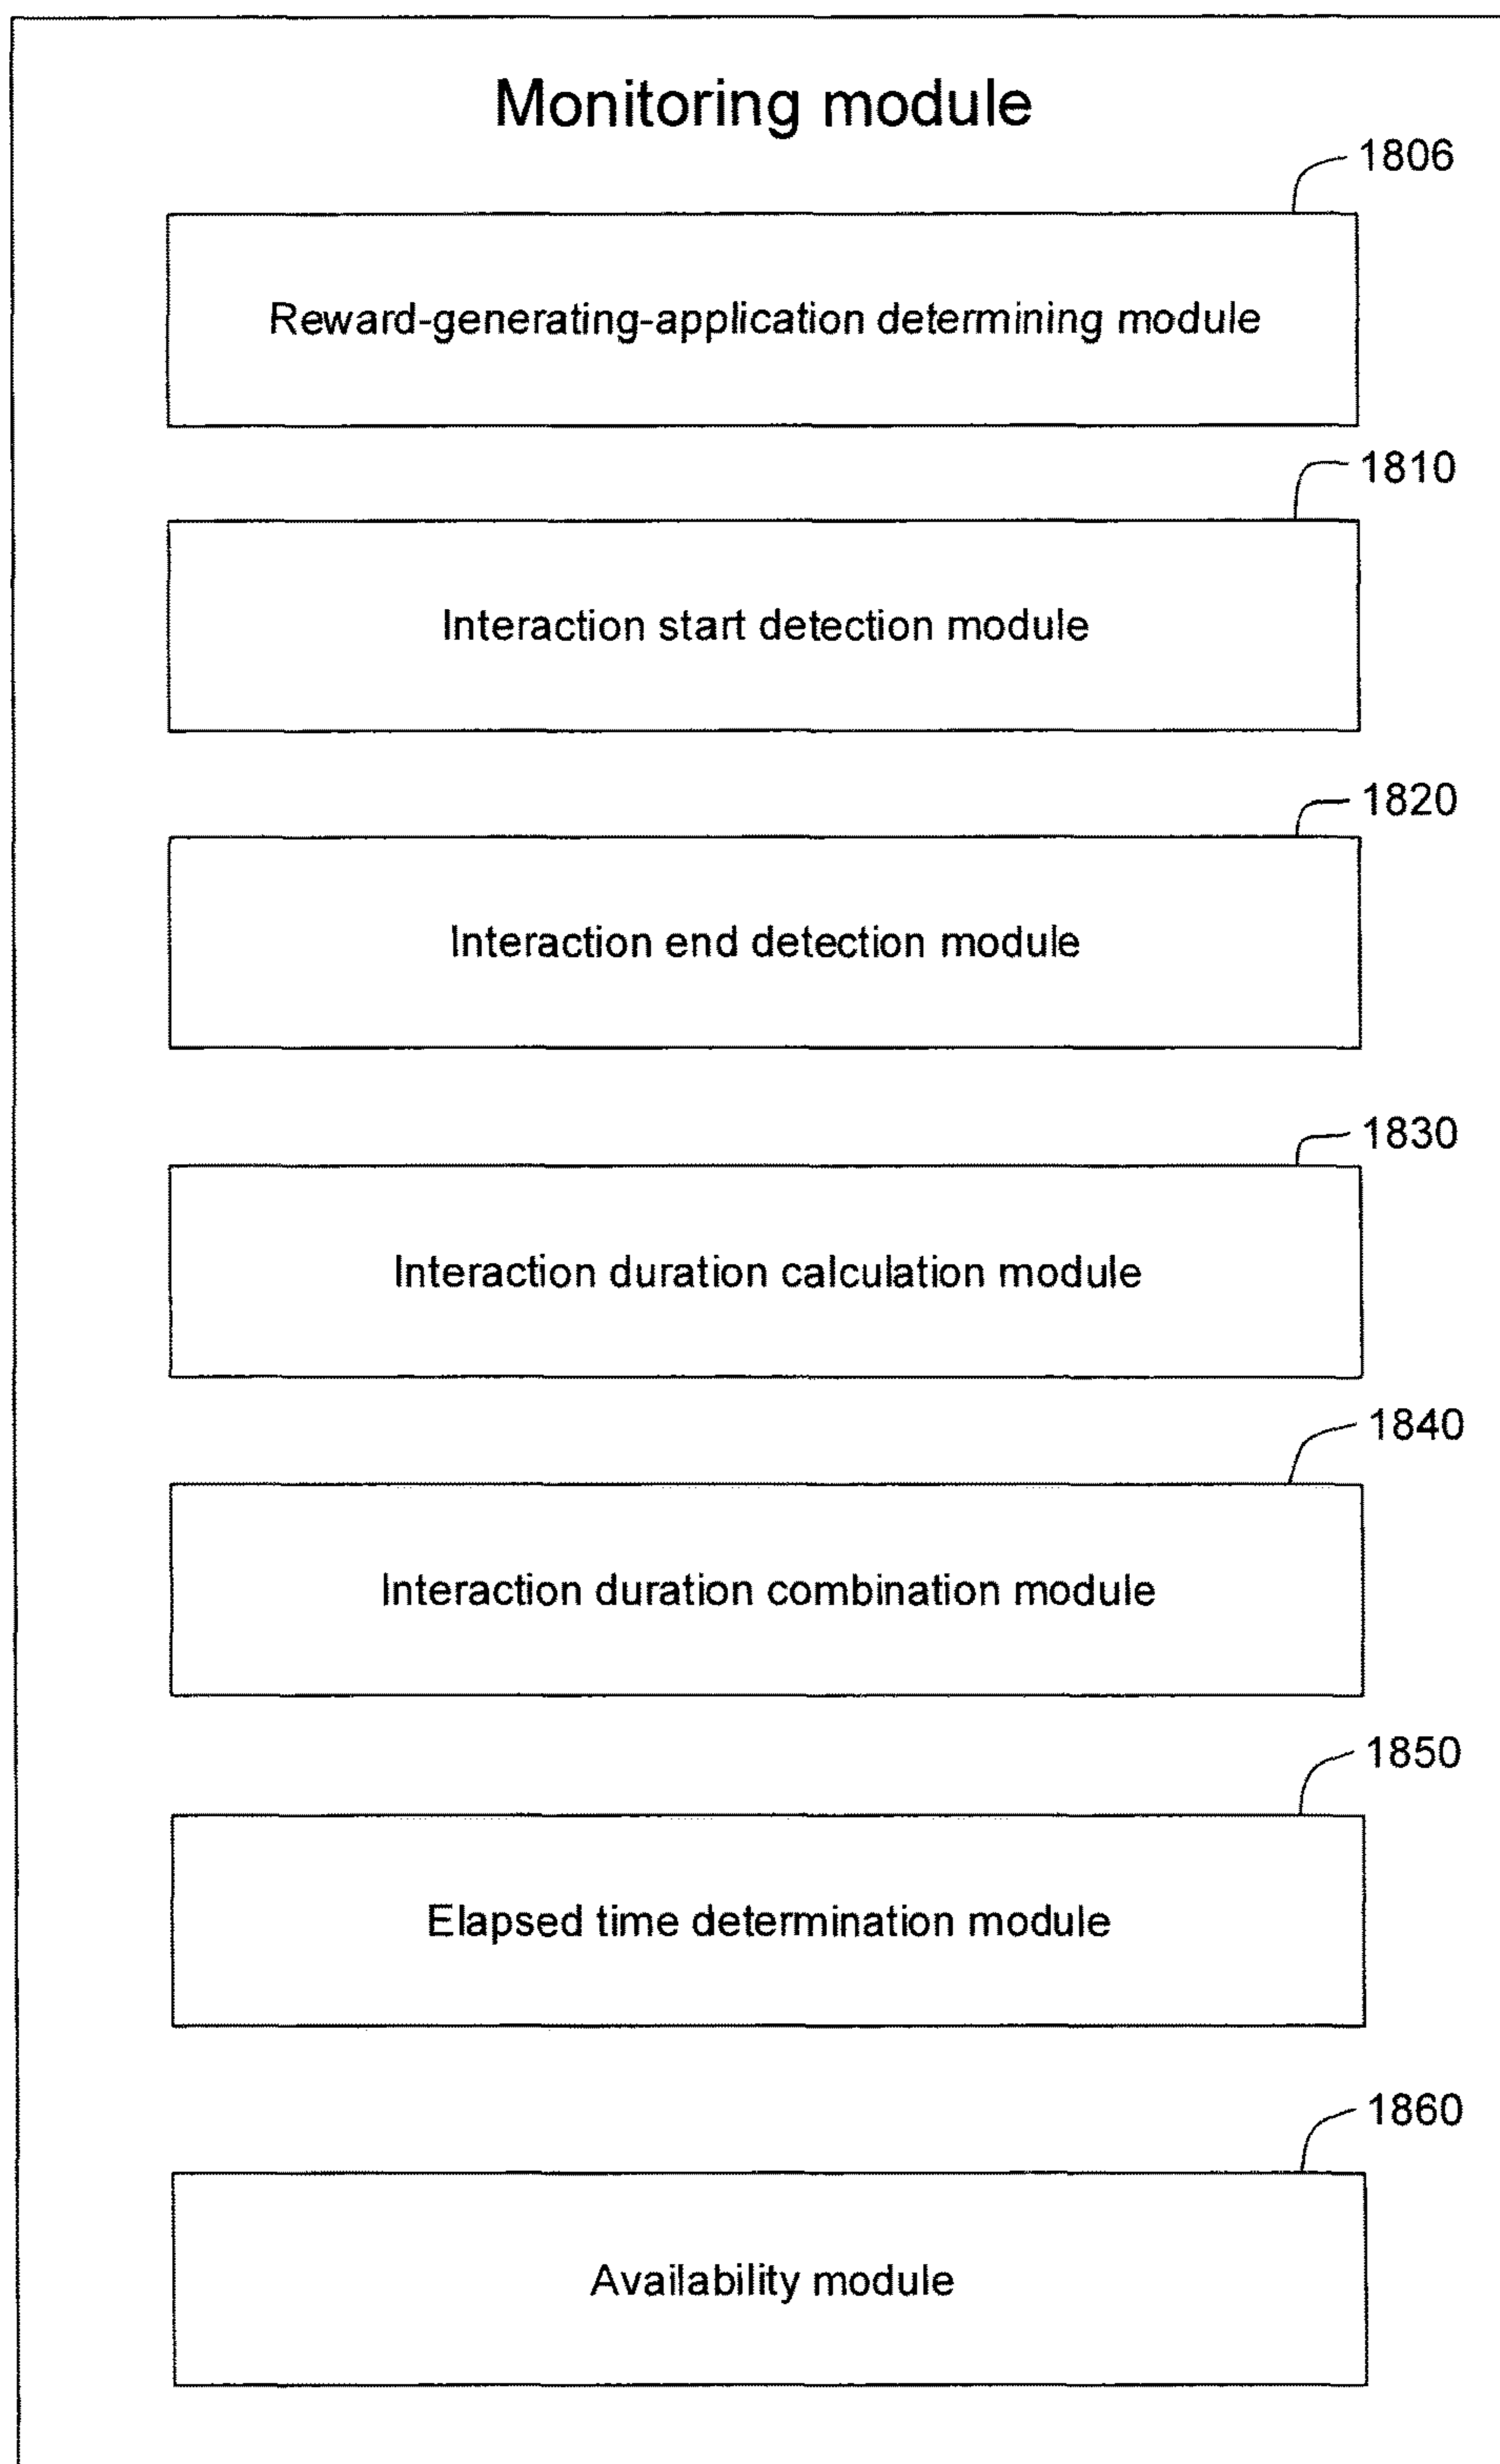 Monitoring module
1806
Reward-generating-application determining module
1810
Interaction start detection module
1820
Interaction end detection module
1830
Interaction duration calculation module
1840
Interaction duration combination module
1850
Elapsed time determination module
1860
Availability module